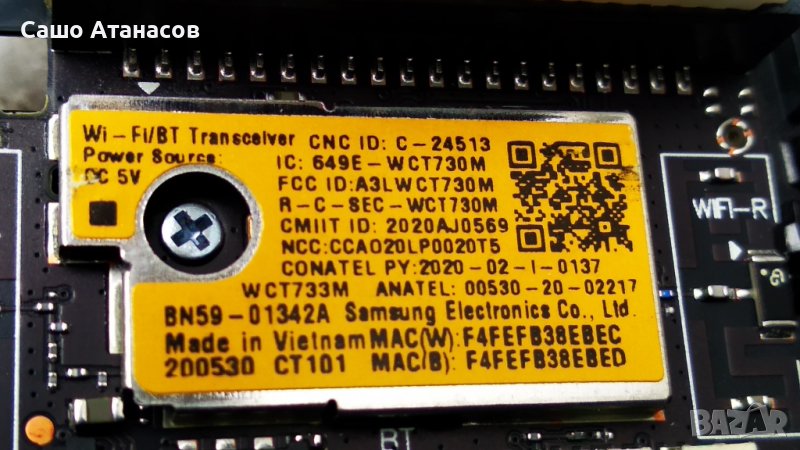 Сашо Атанасов
Wi-Fi/BT Transceiver CNC ID: C-24513
Power Source: IC: 649E-WCT730M
DC 5V FCC ID:A3LWCT730M
R-C-SEC-WCT730M
CMIIT ID: 2020AJ0569
NCC:CCAO20LP0020T5
CONATEL PY:2020-02-I-0137
WCT733M ANATEL: 00530-20-02217
BN59-01342A Samsung Electronics Co., Ltd.
Made in Vietnam MAC(W): F4FEFB38EBEC
200530 CT101 MAC(B): F4FEFB38EBED
WIFI-R
BT
BAZAR